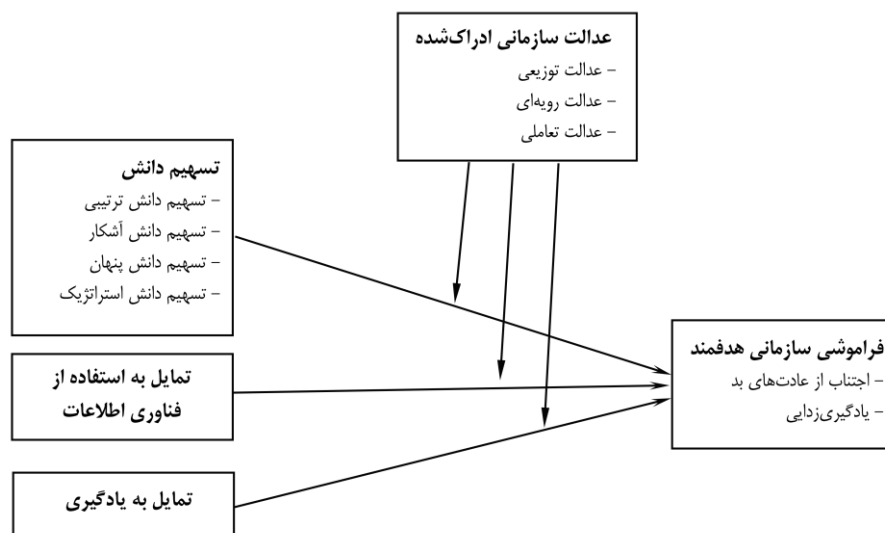 عدالت سازمانی ادراک‌شده
- عدالت توزیعی
- عدالت رویه‌ای
- عدالت تعاملی
تسهیم دانش
- تسهیم دانش ترتیبی
- تسهیم دانش آشکار
- تسهیم دانش پنهان
- تسهیم دانش استراتژیک
تمایل به استفاده از
فناوری اطلاعات
تمایل به یادگیری
فراموشی سازمانی هدفمند
- اجتناب از عادت‌های بد
- یادگیری‌زدایی